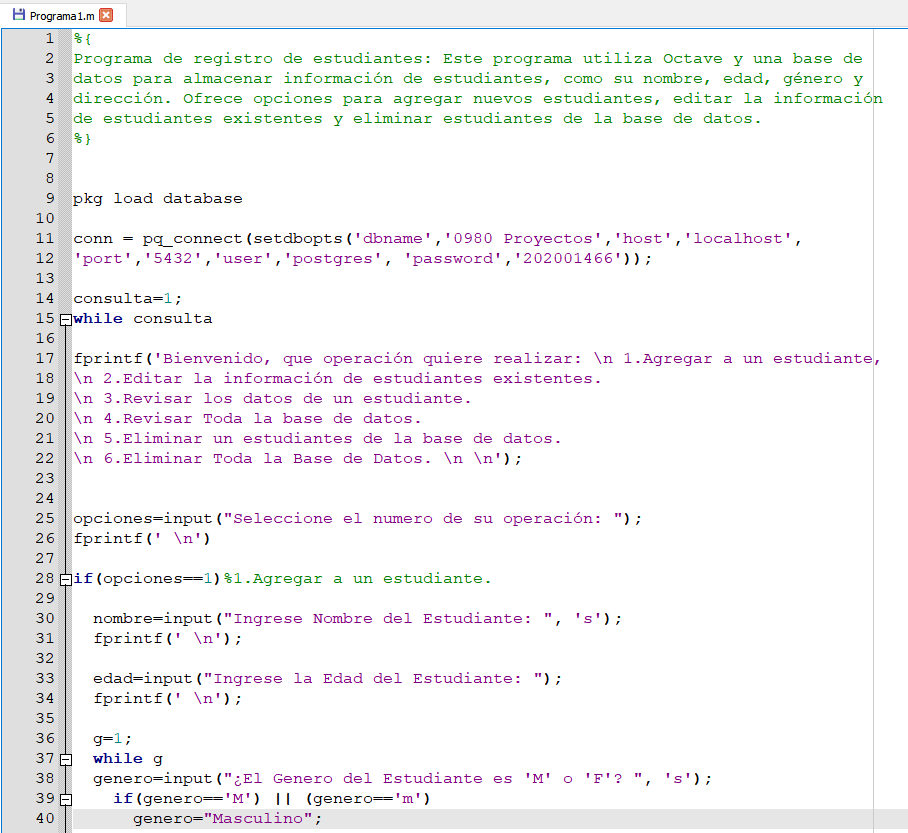 Programa1.m
1 %{
2 Programa de registro de estudiantes: Este programa utiliza Octave y una base de
3 datos para almacenar información de estudiantes, como su nombre, edad, género y
4 dirección. Ofrece opciones para agregar nuevos estudiantes, editar la información
5 de estudiantes existentes y eliminar estudiantes de la base de datos.
6 %}
7
8
9 pkg load database
10
11 conn = pq_connect(setdbopts('dbname','0980 Proyectos','host','localhost',
12 'port','5432','user','postgres', 'password','202001466'));
13
14 consulta=1;
15 while consulta
16
17 fprintf('Bienvenido, que operación quiere realizar: \n 1.Agregar a un estudiante,
18 \n 2.Editar la información de estudiantes existentes.
19 \n 3.Revisar los datos de un estudiante.
20 \n 4.Revisar Toda la base de datos.
21 \n 5.Eliminar un estudiantes de la base de datos.
22 \n 6.Eliminar Toda la Base de Datos. \n \n');
23
24
25 opciones=input("Seleccione el numero de su operación: ");
26 fprintf(' \n')
27
28 if(opciones==1)%1.Agregar a un estudiante.
29
30 nombre=input("Ingrese Nombre del Estudiante: ", 's');
31 fprintf(' \n');
32
33 edad=input("Ingrese la Edad del Estudiante: ");
34 fprintf(' \n');
35
36 g=1;
37 while g
38 genero=input("¿El Genero del Estudiante es 'M' o 'F'? ", 's');
39 if(genero=='M') || (genero=='m')
40 genero="Masculino";